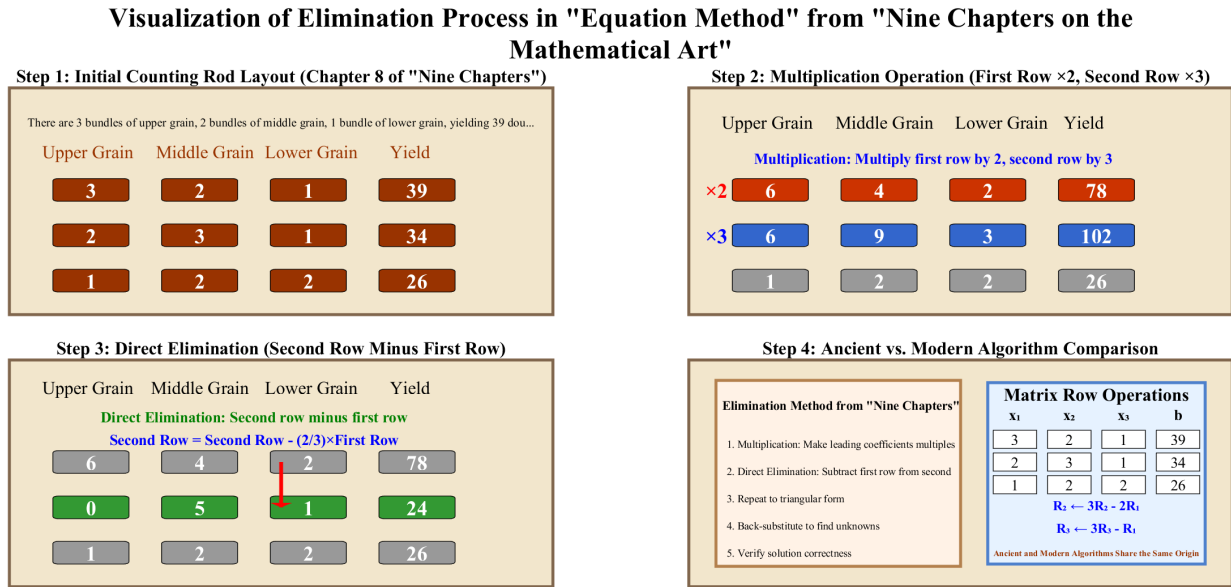 Visualization of Elimination Process in "Equation Method" from "Nine Chapters on the
Mathematical Art"
Step 1: Initial Counting Rod Layout (Chapter 8 of "Nine Chapters")
There are 3 bundles of upper grain, 2 bundles of middle grain, 1 bundle of lower grain, yielding 39 dou...
Upper Grain Middle Grain Lower Grain Yield
3 2 1 39
2 3 1 34
1 2 2 26
Step 2: Multiplication Operation (First Row ×2, Second Row ×3)
Upper Grain Middle Grain Lower Grain Yield
Multiplication: Multiply first row by 2, second row by 3
×2 6 4 2 78
×3 6 9 3 102
1 2 2 26
Step 3: Direct Elimination (Second Row Minus First Row)
Upper Grain Middle Grain Lower Grain Yield
Direct Elimination: Second row minus first row
Second Row = Second Row - (2/3)×First Row
6 4 2 78
0 5 1 24
1 2 2 26
Step 4: Ancient vs. Modern Algorithm Comparison
Elimination Method from "Nine Chapters"
1. Multiplication: Make leading coefficients multiples
2. Direct Elimination: Subtract first row from second
3. Repeat to triangular form
4. Back-substitute to find unknowns
5. Verify solution correctness
Matrix Row Operations
x₁ x₂ x₃ b
3 2 1 39
2 3 1 34
1 2 2 26
R₂ ← 3R₂ - 2R₁
R₃ ← 3R₃ - R₁
Ancient and Modern Algorithms Share the Same Origin